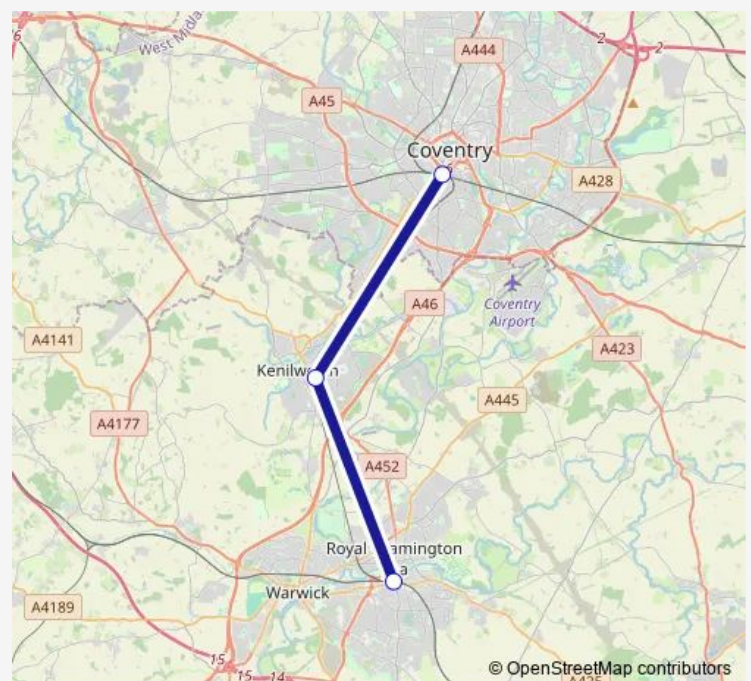 2
2
6
West Midla
A444
A45
Coventry
A428
A46
Coventry
Airport
A4141
A423
Kenilw
n
A445
A4177
A452
Royal
amington
a
Warwick
A4189
15
15
14
© OpenStreetMap contributors